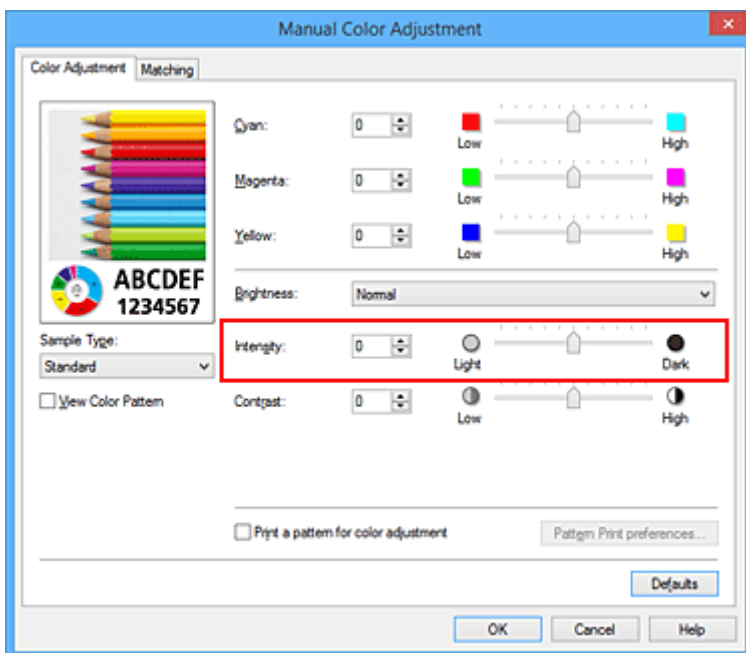 Manual Color Adjustment
Color Adjustment
Matching
ABCDEF
1234567
Sample Type:
Standard
View Color Pattern
Cyan:
0
Low
High
Magenta:
0
Low
High
Yellow:
0
Low
High
Brightness:
Normal
Intensity:
0
Light
Dark
Contrast:
0
Low
High
Print a pattern for color adjustment
Pattern Print preferences...
Defaults
OK
Cancel
Help